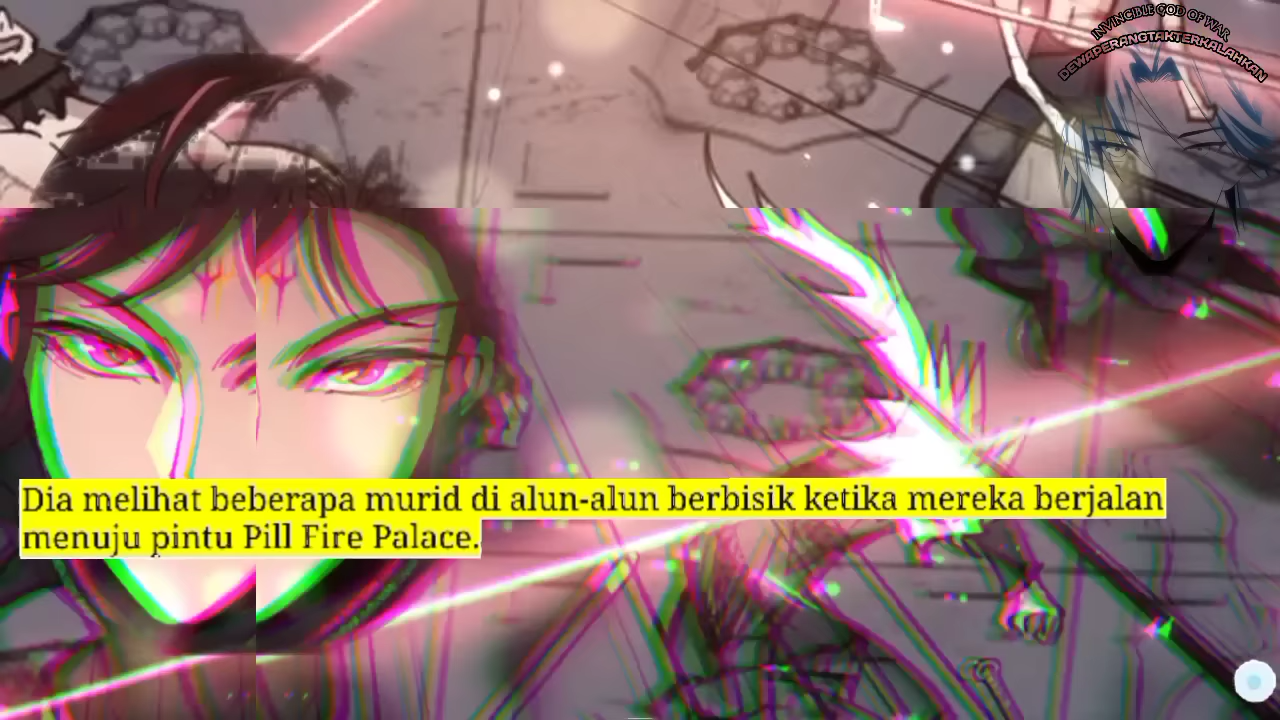 INVINCIBLE GOD OF WAR
DEWAPERANGTAKTERKALAHKAN
Dia melihat beberapa murid di alun-alun berbisik ketika mereka berjalan
menuju pintu Pill Fire Palace.